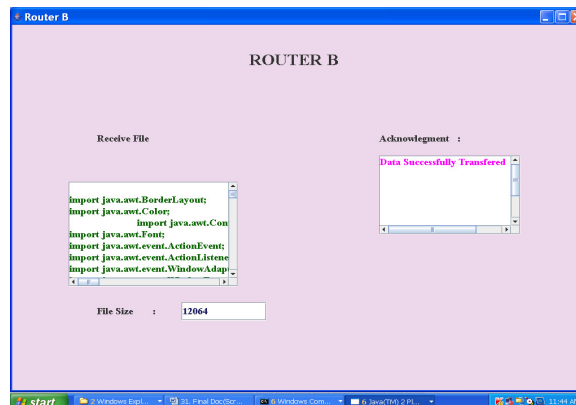 Router B
ROUTER B
Receive File
Acknowlegment :
Data Successfully Transfered
import java.awt.BorderLayout;
import java.awt.Color;
import java.awt.Con
import java.awt.Font;
import java.awt.event.ActionEvent;
import java.awt.event.ActionListene
import java.awt.event.WindowAdap
File Size :
12064
start
2 Windows Expl...
31. Final Doc(Scr...
6 Windows Com...
6 Java(TM) 2 Pl...
11:44 AM